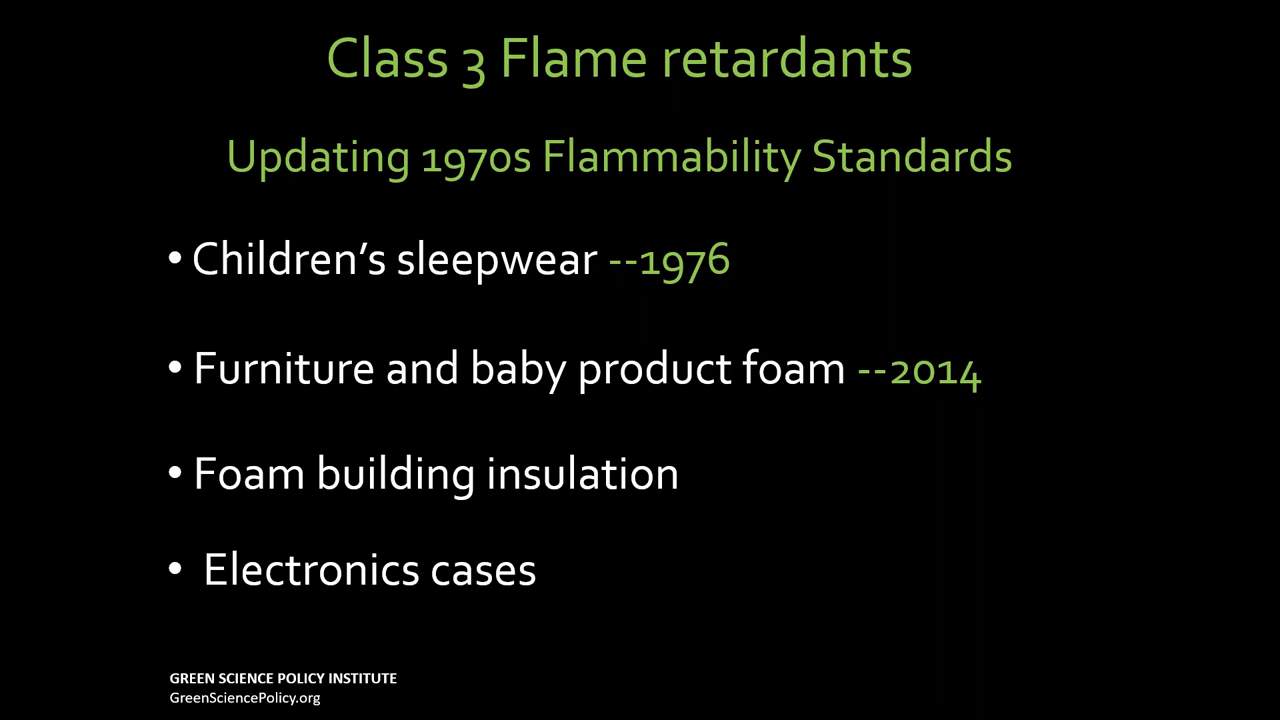 Class 3 Flame retardants
Updating 1970s Flammability Standards
• Children’s sleepwear --1976
• Furniture and baby product foam --2014
• Foam building insulation
• Electronics cases
GREEN SCIENCE POLICY INSTITUTE
GreenSciencePolicy.org